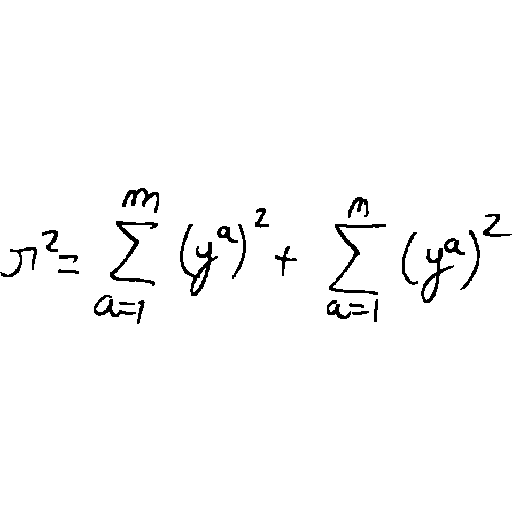 r^2 = \sum_{a=1}^{m} (y^a)^2 + \sum_{a=1}^{n} (y^a)^2